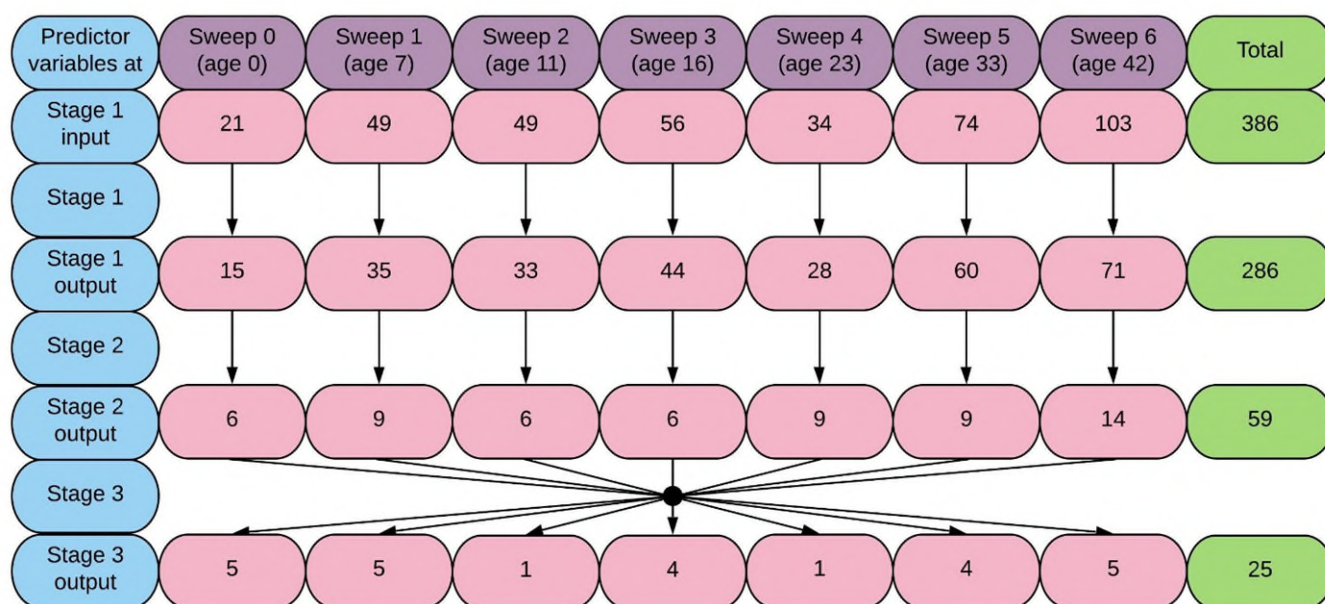 Predictor
variables at
Sweep 0
(age 0)
Sweep 1
(age 7)
Sweep 2
(age 11)
Sweep 3
(age 16)
Sweep 4
(age 23)
Sweep 5
(age 33)
Sweep 6
(age 42)
Total
Stage 1
input
21
49
49
56
34
74
103
386
Stage 1
Stage 1
output
15
35
33
44
28
60
71
286
Stage 2
Stage 2
output
6
9
6
6
9
9
14
59
Stage 3
Stage 3
output
5
5
1
4
1
4
5
25